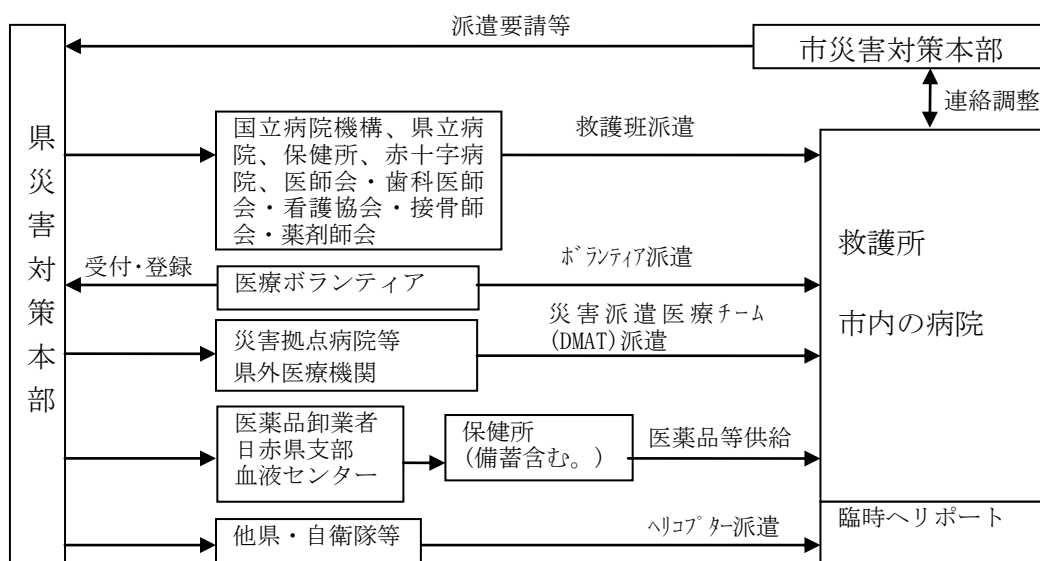 派遣要請等
市災害対策本部
連絡調整
県災害対策本部
国立病院機構、県立病
院、保健所、赤十字病
院、医師会・歯科医師
会・看護協会・接骨師
会・薬剤師会
救護班派遣
救護所
市内の病院
受付・登録
医療ボランティア
ﾎﾞﾗﾝﾃｨｱ派遣
災害拠点病院等
県外医療機関
災害派遣医療ﾁｰﾑ
(DMAT)派遣
医薬品卸業者
日赤県支部
血液センター
保健所
(備蓄含む。)
医薬品等供給
他県・自衛隊等
ﾍﾘｺﾌﾟﾀｰ派遣
臨時ヘリポート